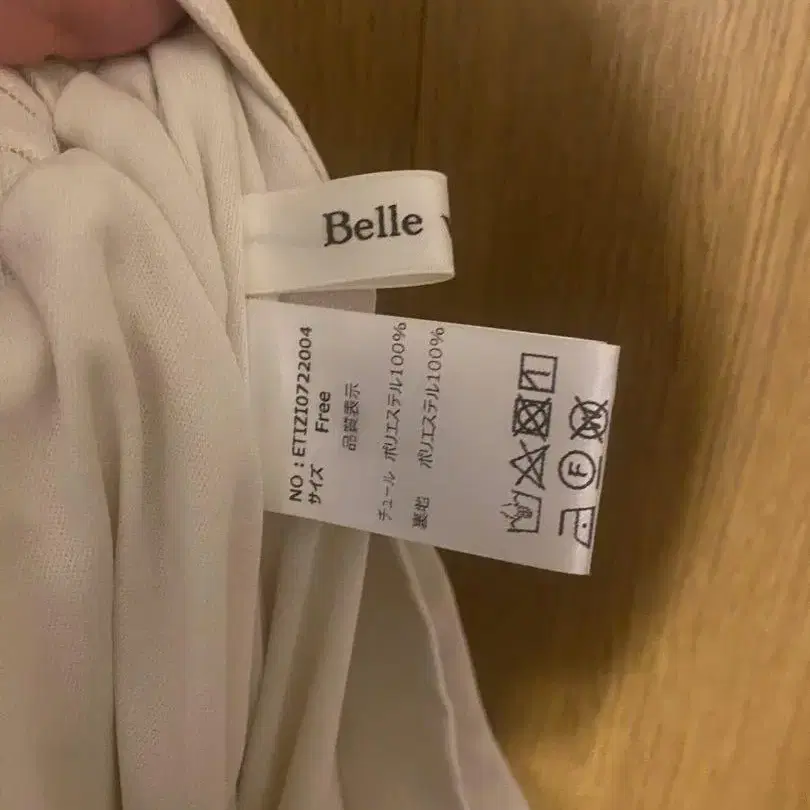 Belle
NO：ETIZI0722004
サイズ Free
品質表示
チュール ポリエステル100%
裏地 ポリエステル100%